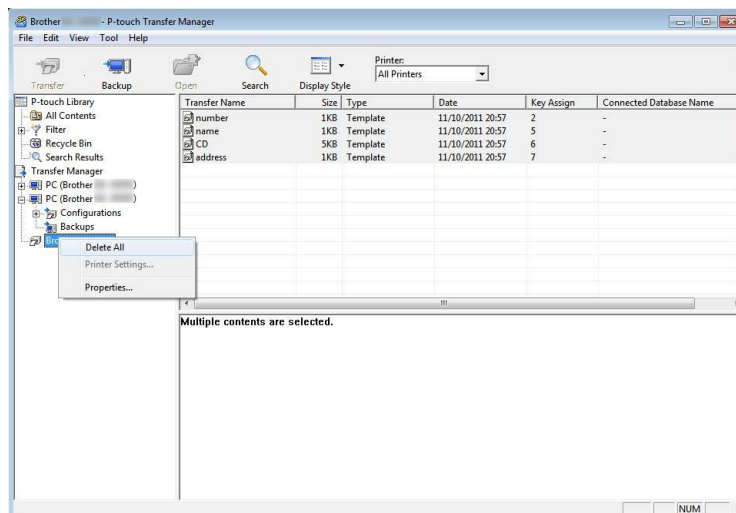 Brother - P-touch Transfer Manager
File Edit View Tool Help
Transfer Backup Open Search Display Style
Printer:
All Printers
P-touch Library
All Contents
Filter
Recycle Bin
Search Results
Transfer Manager
PC (Brother )
PC (Brother )
Configurations
Backups
Bro
Delete All
Printer Settings...
Properties...
Transfer Name Size Type Date Key Assign Connected Database Name
number 1KB Template 11/10/2011 20:57 2 -
name 1KB Template 11/10/2011 20:57 5 -
CD 5KB Template 11/10/2011 20:57 6 -
address 1KB Template 11/10/2011 20:57 7 -
Multiple contents are selected.
NUM